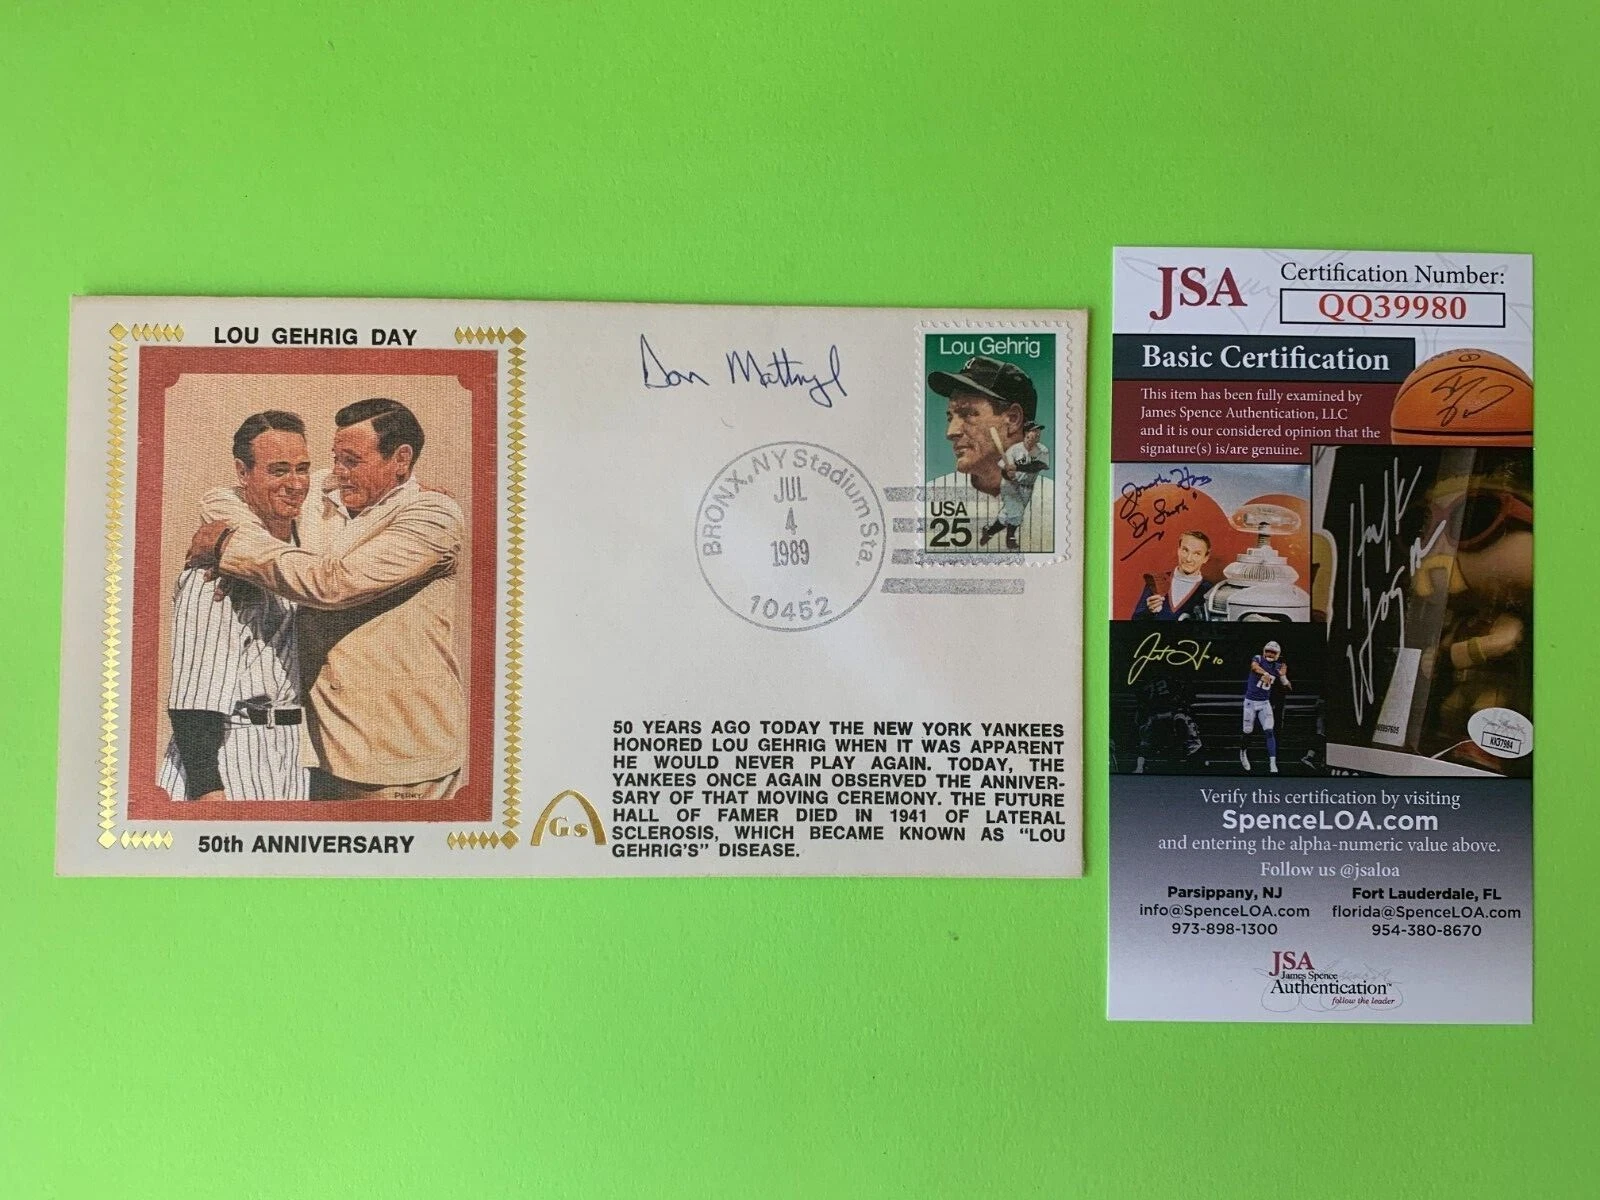 LOU GEHRIG DAY
PERRY
50th ANNIVERSARY
Don Mattingly
Lou Gehrig
USA
25
BRONX, NY Stadium Sta.
JUL
4
1989
10452
50 YEARS AGO TODAY THE NEW YORK YANKEES
HONORED LOU GEHRIG WHEN IT WAS APPARENT
HE WOULD NEVER PLAY AGAIN. TODAY, THE
YANKEES ONCE AGAIN OBSERVED THE ANNIVER-
SARY OF THAT MOVING CEREMONY. THE FUTURE
HALL OF FAMER DIED IN 1941 OF LATERAL
SCLEROSIS, WHICH BECAME KNOWN AS "LOU
GEHRIG'S" DISEASE.
Gs
JSA
Certification Number:
QQ39980
Basic Certification
This item has been fully examined by
James Spence Authentication, LLC
and it is our considered opinion that the
signature(s) is/are genuine.
Hulk
Hogan
KK37984
Verify this certification by visiting
SpenceLOA.com
and entering the alpha-numeric value above.
Follow us @jsaloa
Parsippany, NJ
info@SpenceLOA.com
973-898-1300
Fort Lauderdale, FL
florida@SpenceLOA.com
954-380-8670
JSA
James Spence
Authentication™
follow the leader